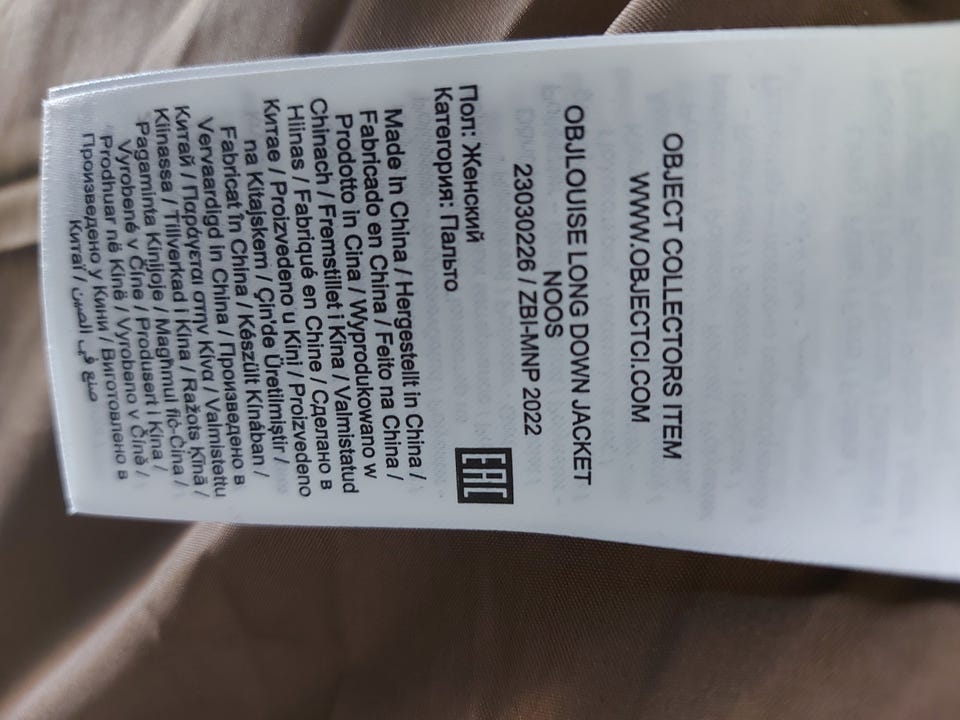 OBJECT COLLECTORS ITEM
WWW.OBJECTCI.COM
OBJLOUISE LONG DOWN JACKET
NOOS
23030226 / ZBI-MNP 2022
Пол: Женский
Категория: Пальто
EAC
Made in China / Hergestellt in China /
Fabricado en China / Feito na China /
Prodotto in Cina / Wyprodukowano w
Chinach / Fremstillet i Kina / Valmistatud
Hiinas / Fabriqué en Chine / Сделано в
Китае / Proizvedeno u Kini / Proizvedeno
na Kitajskem / Çin'de Üretilmiştir /
Fabricat în China / Készült Kínában /
Vervaardigd in China / Произведено в
Китай / Παράγεται στην Κίνα / Valmistettu
Kiinassa / Tillverkad i Kina / Ražots Ķīnā /
Pagaminta Kinijoje / Magħmul fiċ-Ċina /
Vyrobené v Číne / Produsert i Kina /
Prodhuar në Kinë / Vyrobeno v Číně /
Произведено у Кини / Виготовлено в
Китаї / صنع في الصين